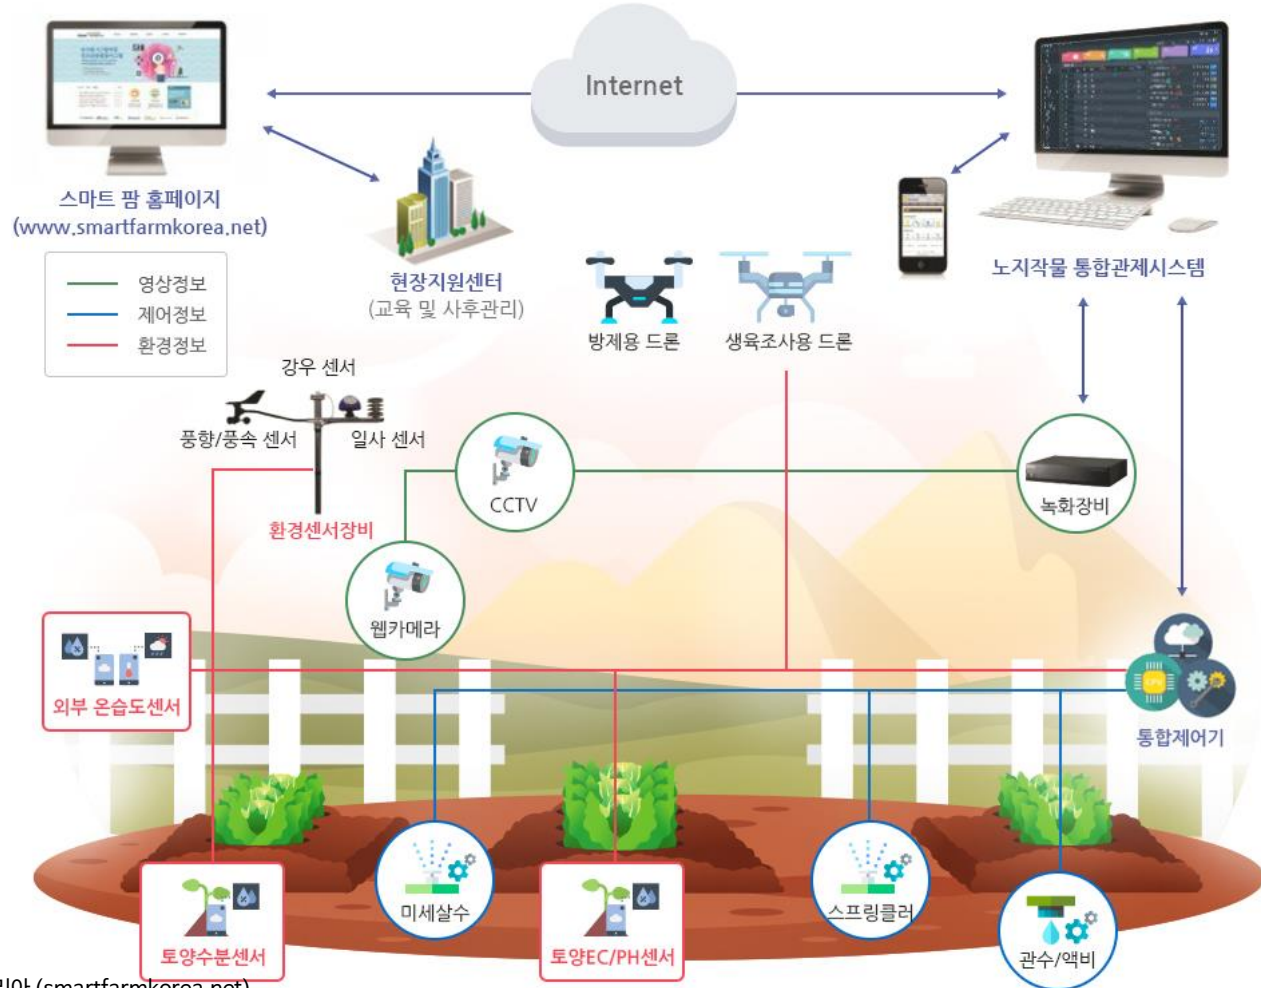 Internet
스마트 팜 홈페이지
(www.smartfarmkorea.net)
현장지원센터
(교육 및 사후관리)
노지작물 통합관제시스템
영상정보
제어정보
환경정보
방제용 드론
생육조사용 드론
강우 센서
풍향/풍속 센서
일사 센서
환경센서장비
CCTV
녹화장비
웹카메라
외부 온습도센서
통합제어기
CPU
미세살수
스프링클러
토양수분센서
토양EC/PH센서
관수/액비
(smartfarmkorea.net)